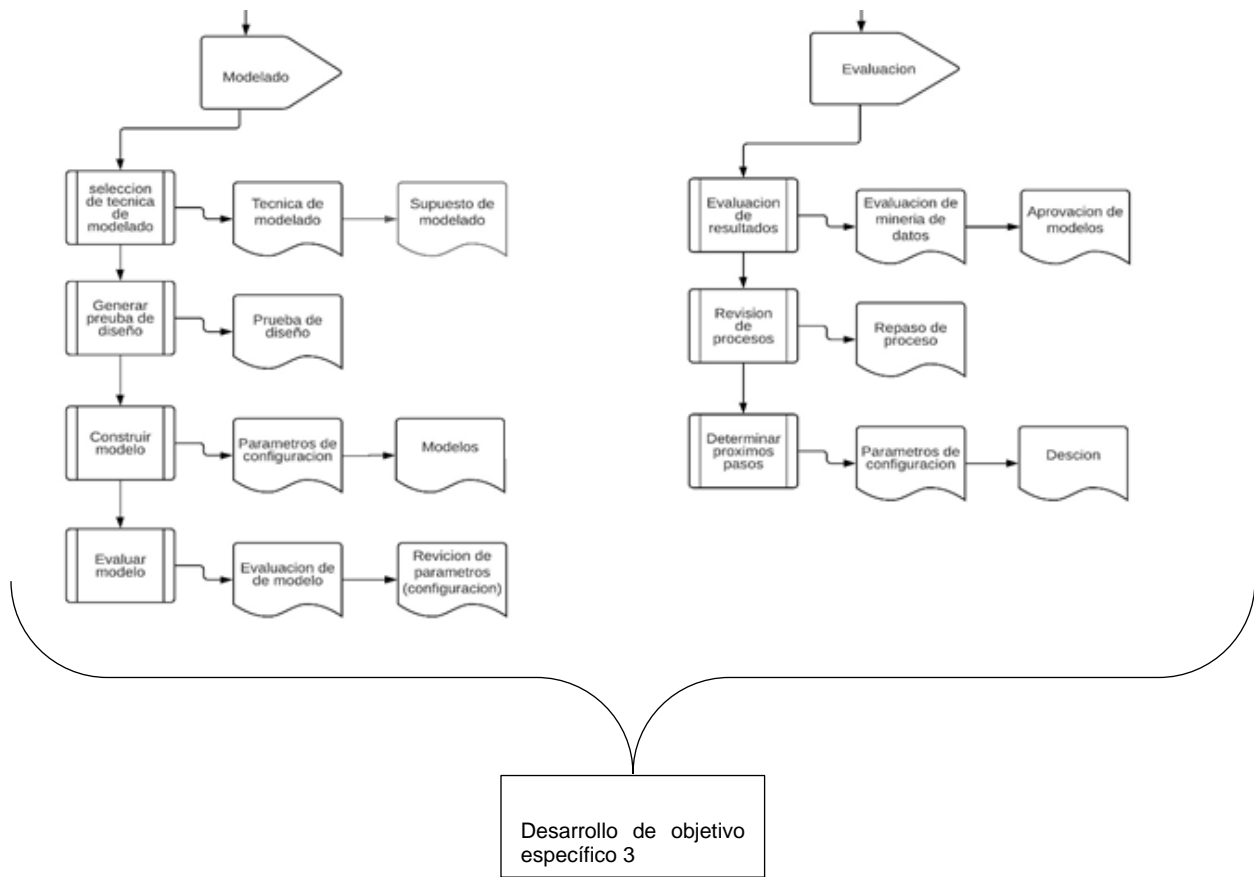 Modelado
seleccion
de tecnica
de
modelado
Tecnica de
modelado
Supuesto de
modelado
Generar
preuba de
diseño
Prueba de
diseño
Construir
modelo
Parametros de
configuracion
Modelos
Evaluar
modelo
Evaluacion de
de modelo
Revicion de
parametros
(configuracion)
Evaluacion
Evaluacion
de
resultados
Evaluacion de
mineria de
datos
Aprovacion de
modelos
Revision
de
procesos
Repaso de
proceso
Determinar
proximos
pasos
Parametros de
configuracion
Descion
Desarrollo de objetivo
específico 3